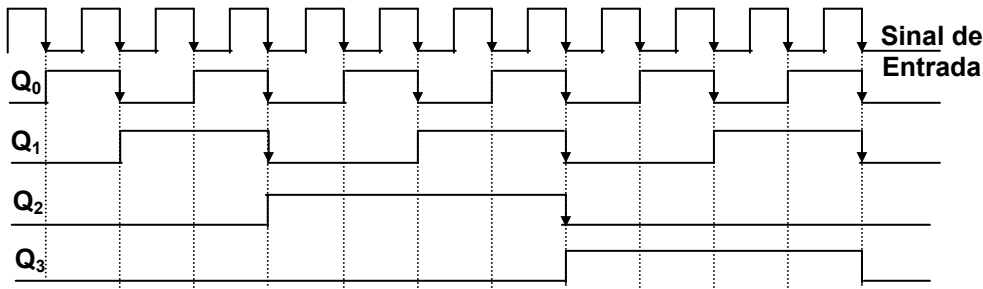 Sinal de
Entrada
Q₀
Q₁
Q₂
Q₃